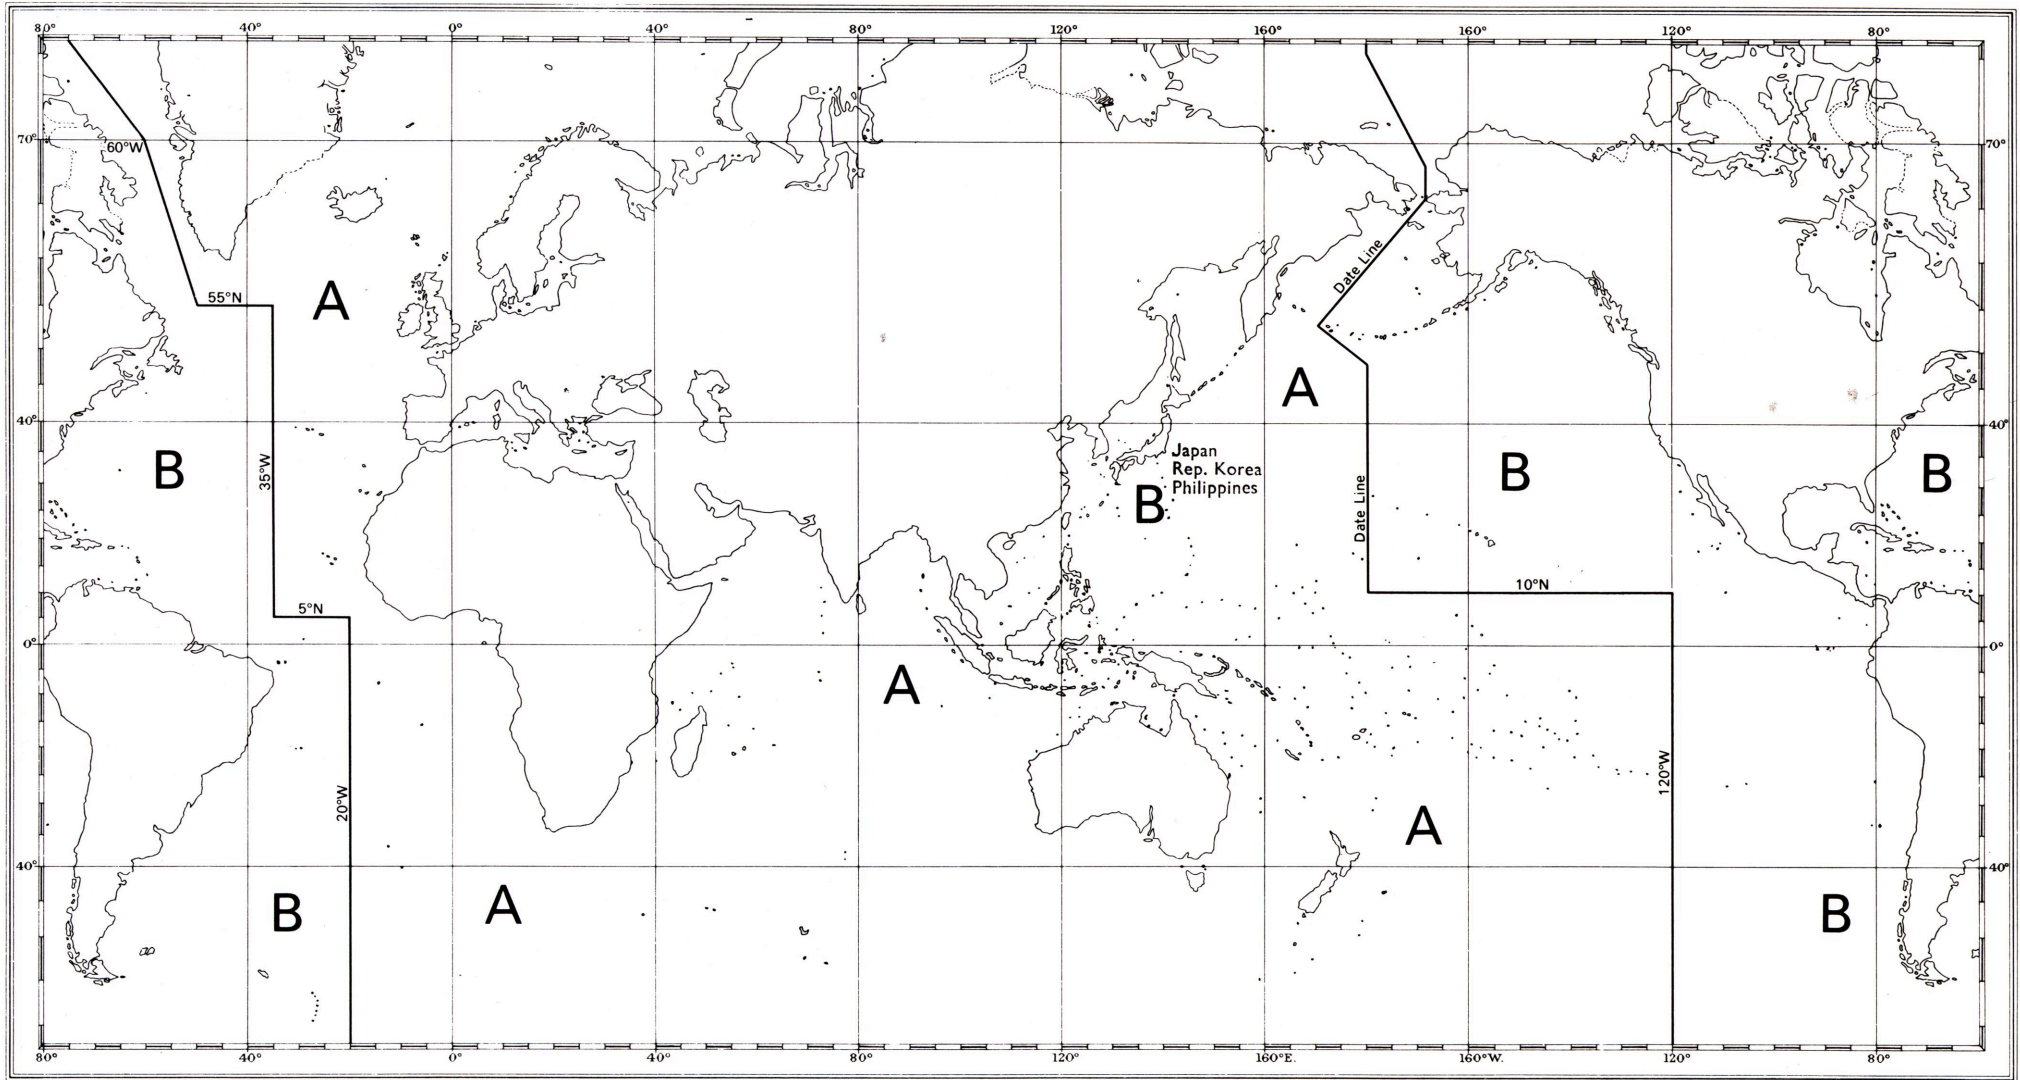 80° 40° 0° 40° 80° 120° 160° 160° 120° 80°
70° 60°W 70°
55°N A Date Line
A
40° 40°
B 35°W Japan
Rep. Korea
Philippines
B Date Line B B
5°N 10°N
0° 0°
A
20°W 120°W
A
40° 40°
B A B
80° 40° 0° 40° 80° 120° 160°E. 160°W. 120° 80°